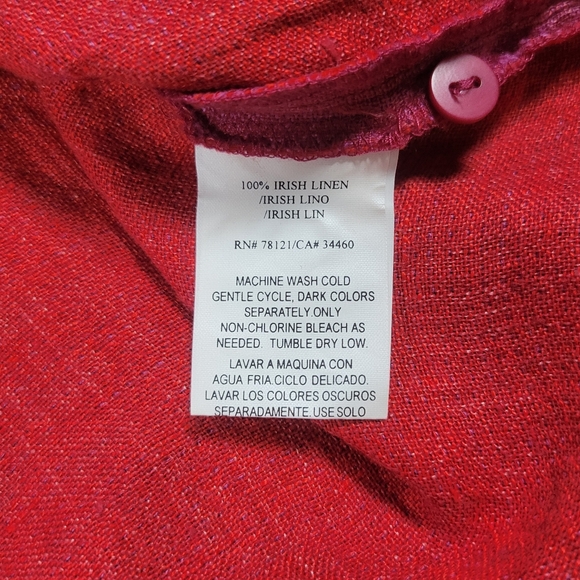 100% IRISH LINEN
/IRISH LINO
/IRISH LIN
RN# 78121/CA# 34460
MACHINE WASH COLD
GENTLE CYCLE, DARK COLORS
SEPARATELY.ONLY
NON-CHLORINE BLEACH AS
NEEDED. TUMBLE DRY LOW.
LAVAR A MAQUINA CON
AGUA FRIA.CICLO DELICADO.
LAVAR LOS COLORES OSCUROS
SEPARADAMENTE. USE SOLO